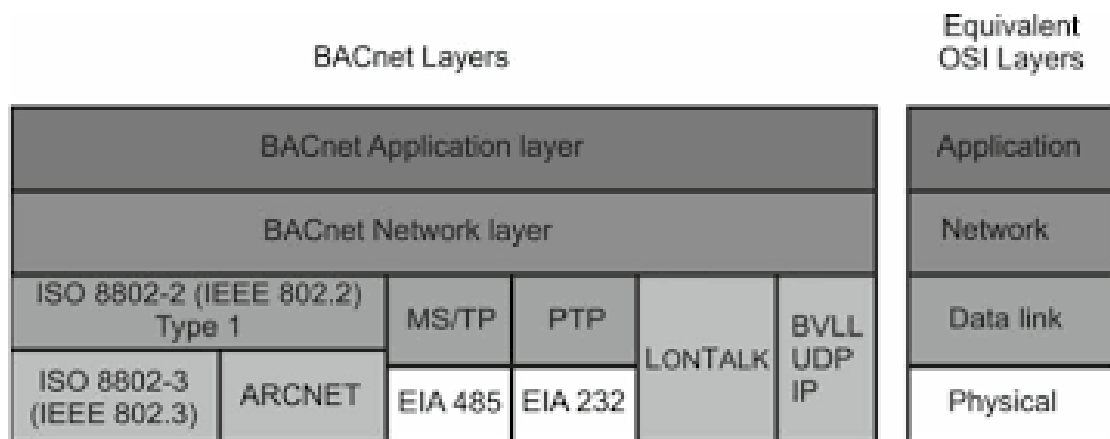 Equivalent
OSI Layers
BACnet Layers
BACnet Application layer
Application
BACnet Network layer
Network
ISO 8802-2 (IEEE 802.2)
Type 1
MS/TP
PTP
LONTALK
BVLL
UDP
IP
Data link
ISO 8802-3
(IEEE 802.3)
ARCNET
EIA 485
EIA 232
Physical